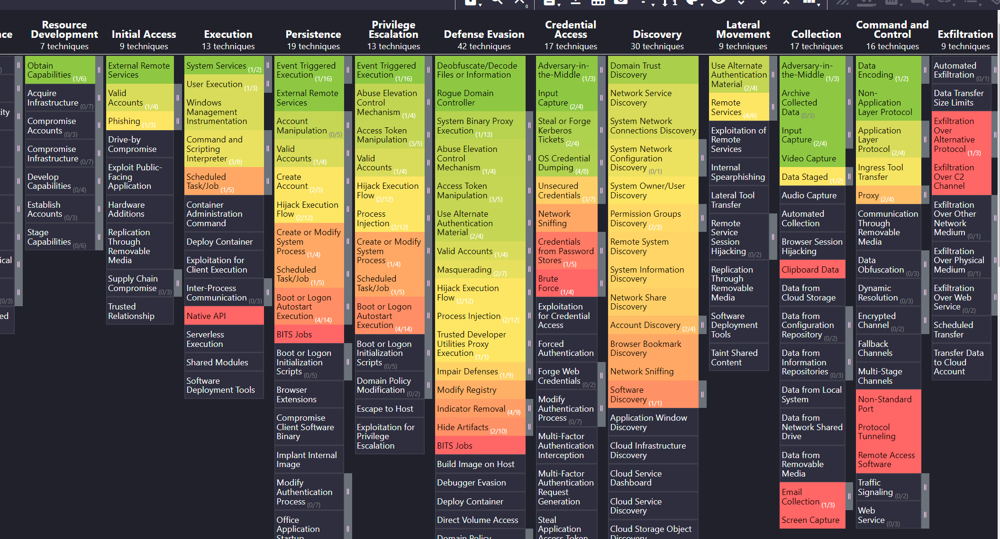 0
1
ce
0)
ity
ical
(0/3)
ed
Resource
Development
7 techniques
Obtain
Capabilities (1/6)
Acquire
Infrastructure (0/7)
Compromise
Accounts (0/3)
Compromise
Infrastructure (0/7)
Develop
Capabilities (0/4)
Establish
Accounts (0/3)
Stage
Capabilities (0/6)
Initial Access
9 techniques
External Remote
Services
Valid
Accounts (1/4)
Phishing (1/3)
Drive-by
Compromise
Exploit Public-
Facing
Application
Hardware
Additions
Replication
Through
Removable
Media
Supply Chain
Compromise (0/3)
Trusted
Relationship
Execution
13 techniques
System Services (1/2)
User Execution (1/3)
Windows
Management
Instrumentation
Command and
Scripting
Interpreter (3/8)
Scheduled
Task/Job (1/5)
Container
Administration
Command
Deploy Container
Exploitation for
Client Execution
Inter-Process
Communication (0/3)
Native API
Serverless
Execution
Shared Modules
Software
Deployment Tools
Persistence
19 techniques
Event Triggered
Execution (1/16)
External Remote
Services
Account
Manipulation (0/5)
Valid
Accounts (1/4)
Create
Account (2/3)
Hijack Execution
Flow (2/12)
Create or Modify
System
Process (1/4)
Scheduled
Task/Job (1/5)
Boot or Logon
Autostart
Execution (4/14)
BITS Jobs
Boot or Logon
Initialization
Scripts (0/5)
Browser
Extensions
Compromise
Client Software
Binary
Implant Internal
Image
Modify
Authentication
Process (0/7)
Office
Application
Startup
Privilege
Escalation
13 techniques
Event Triggered
Execution (1/16)
Abuse Elevation
Control
Mechanism (1/4)
Access Token
Manipulation (3/5)
Valid
Accounts (1/4)
Hijack Execution
Flow (2/12)
Process
Injection (2/12)
Create or Modify
System
Process (1/4)
Scheduled
Task/Job (1/5)
Boot or Logon
Autostart
Execution (4/14)
Boot or Logon
Initialization
Scripts (0/5)
Domain Policy
Modification (0/2)
Escape to Host
Exploitation for
Privilege
Escalation
Defense Evasion
42 techniques
Deobfuscate/Decode
Files or Information
Rogue Domain
Controller
System Binary Proxy
Execution (1/13)
Abuse Elevation
Control
Mechanism (1/4)
Access Token
Manipulation (3/5)
Use Alternate
Authentication
Material (2/4)
Valid Accounts (1/4)
Masquerading (2/7)
Hijack Execution
Flow (2/12)
Process Injection (2/12)
Trusted Developer
Utilities Proxy
Execution (1/1)
Impair Defenses (1/9)
Modify Registry
Indicator Removal (4/9)
Hide Artifacts (2/10)
BITS Jobs
Build Image on Host
Debugger Evasion
Deploy Container
Direct Volume Access
Domain Policy
Credential
Access
17 techniques
Adversary-in-
the-Middle (1/3)
Input
Capture (2/4)
Steal or Forge
Kerberos
Tickets (2/4)
OS Credential
Dumping (4/8)
Unsecured
Credentials (3/7)
Network
Sniffing
Credentials
from Password
Stores (1/5)
Brute
Force (1/4)
Exploitation
for Credential
Access
Forced
Authentication
Forge Web
Credentials (0/2)
Modify
Authentication
Process (0/7)
Multi-Factor
Authentication
Interception
Multi-Factor
Authentication
Request
Generation
Steal
Application
Access Token
Discovery
30 techniques
Domain Trust
Discovery
Network Service
Discovery
System Network
Connections Discovery
System Network
Configuration
Discovery (0/1)
System Owner/User
Discovery
Permission Groups
Discovery (2/3)
Remote System
Discovery
System Information
Discovery
Network Share
Discovery
Account Discovery (2/4)
Browser Bookmark
Discovery
Network Sniffing
Software
Discovery (1/1)
Application Window
Discovery
Cloud Infrastructure
Discovery
Cloud Service
Dashboard
Cloud Service
Discovery
Cloud Storage Object
Discovery
Lateral
Movement
9 techniques
Use Alternate
Authentication
Material (2/4)
Remote
Services (4/6)
Exploitation of
Remote
Services
Internal
Spearphishing
Lateral Tool
Transfer
Remote
Service
Session
Hijacking (0/2)
Replication
Through
Removable
Media
Software
Deployment
Tools
Taint Shared
Content
Collection
17 techniques
Adversary-in-
the-Middle (1/3)
Archive
Collected
Data (0/3)
Input
Capture (2/4)
Video Capture
Data Staged (1/2)
Audio Capture
Automated
Collection
Browser Session
Hijacking
Clipboard Data
Data from
Cloud Storage
Data from
Configuration
Repository (0/2)
Data from
Information
Repositories (0/3)
Data from Local
System
Data from
Network Shared
Drive
Data from
Removable
Media
Email
Collection (1/3)
Screen Capture
Command and
Control
16 techniques
Data
Encoding (1/2)
Non-
Application
Layer Protocol
Application
Layer
Protocol (2/4)
Ingress Tool
Transfer
Proxy (2/4)
Communication
Through
Removable
Media
Data
Obfuscation (0/3)
Dynamic
Resolution (0/3)
Encrypted
Channel (0/2)
Fallback
Channels
Multi-Stage
Channels
Non-Standard
Port
Protocol
Tunneling
Remote Access
Software
Traffic
Signaling (0/2)
Web
Service (0/3)
Exfiltration
9 techniques
Automated
Exfiltration (0/1)
Data Transfer
Size Limits
Exfiltration
Over
Alternative
Protocol (1/3)
Exfiltration
Over C2
Channel
Exfiltration
Over Other
Network
Medium (0/1)
Exfiltration
Over Physical
Medium (0/1)
Exfiltration
Over Web
Service (0/2)
Scheduled
Transfer
Transfer Data
to Cloud
Account